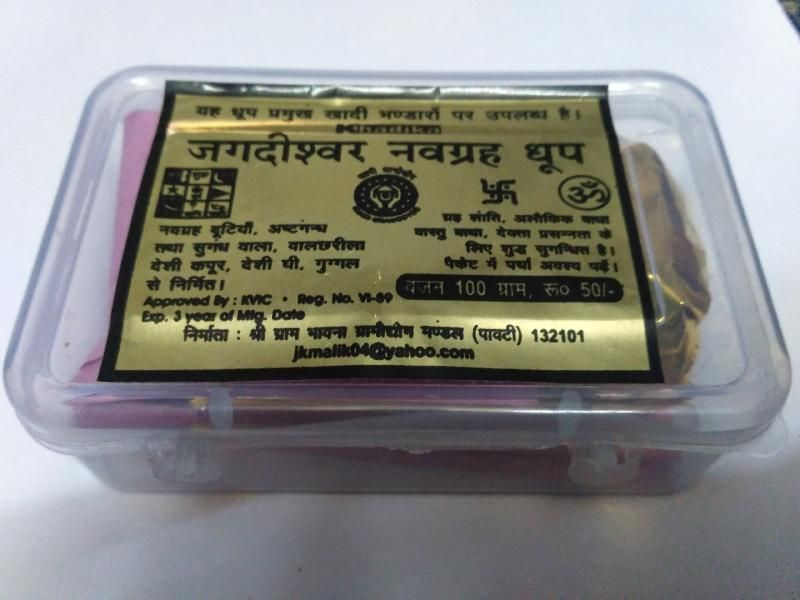 यह धूप प्रमुख खादी भण्डारों पर उपलब्ध है।
Khadika
जगदीश्वर नवग्रह धूप
ॐ
नवग्रह बूटियाँ, अष्टगन्ध
तथा सुगंध वाला, वालछरीला
देशी कपूर, देशी घी, गुग्गल
से निर्मित।
ग्रह सांति, अलौकिक बाधा
वास्तु बाधा, देवता प्रसन्नता के
लिए शुद्ध सुगन्धित है।
पैकेट में पर्चा अवश्य पढ़ें।
Approved By : KVIC • Reg. No. VI-89
Exp. 3 year of Mfg. Date
वजन 100 ग्राम, रू० 50/-
निर्माता : श्री ग्राम भावना ग्रामीद्योग मण्डल (पावटी) 132101
jkmalik04@yahoo.com